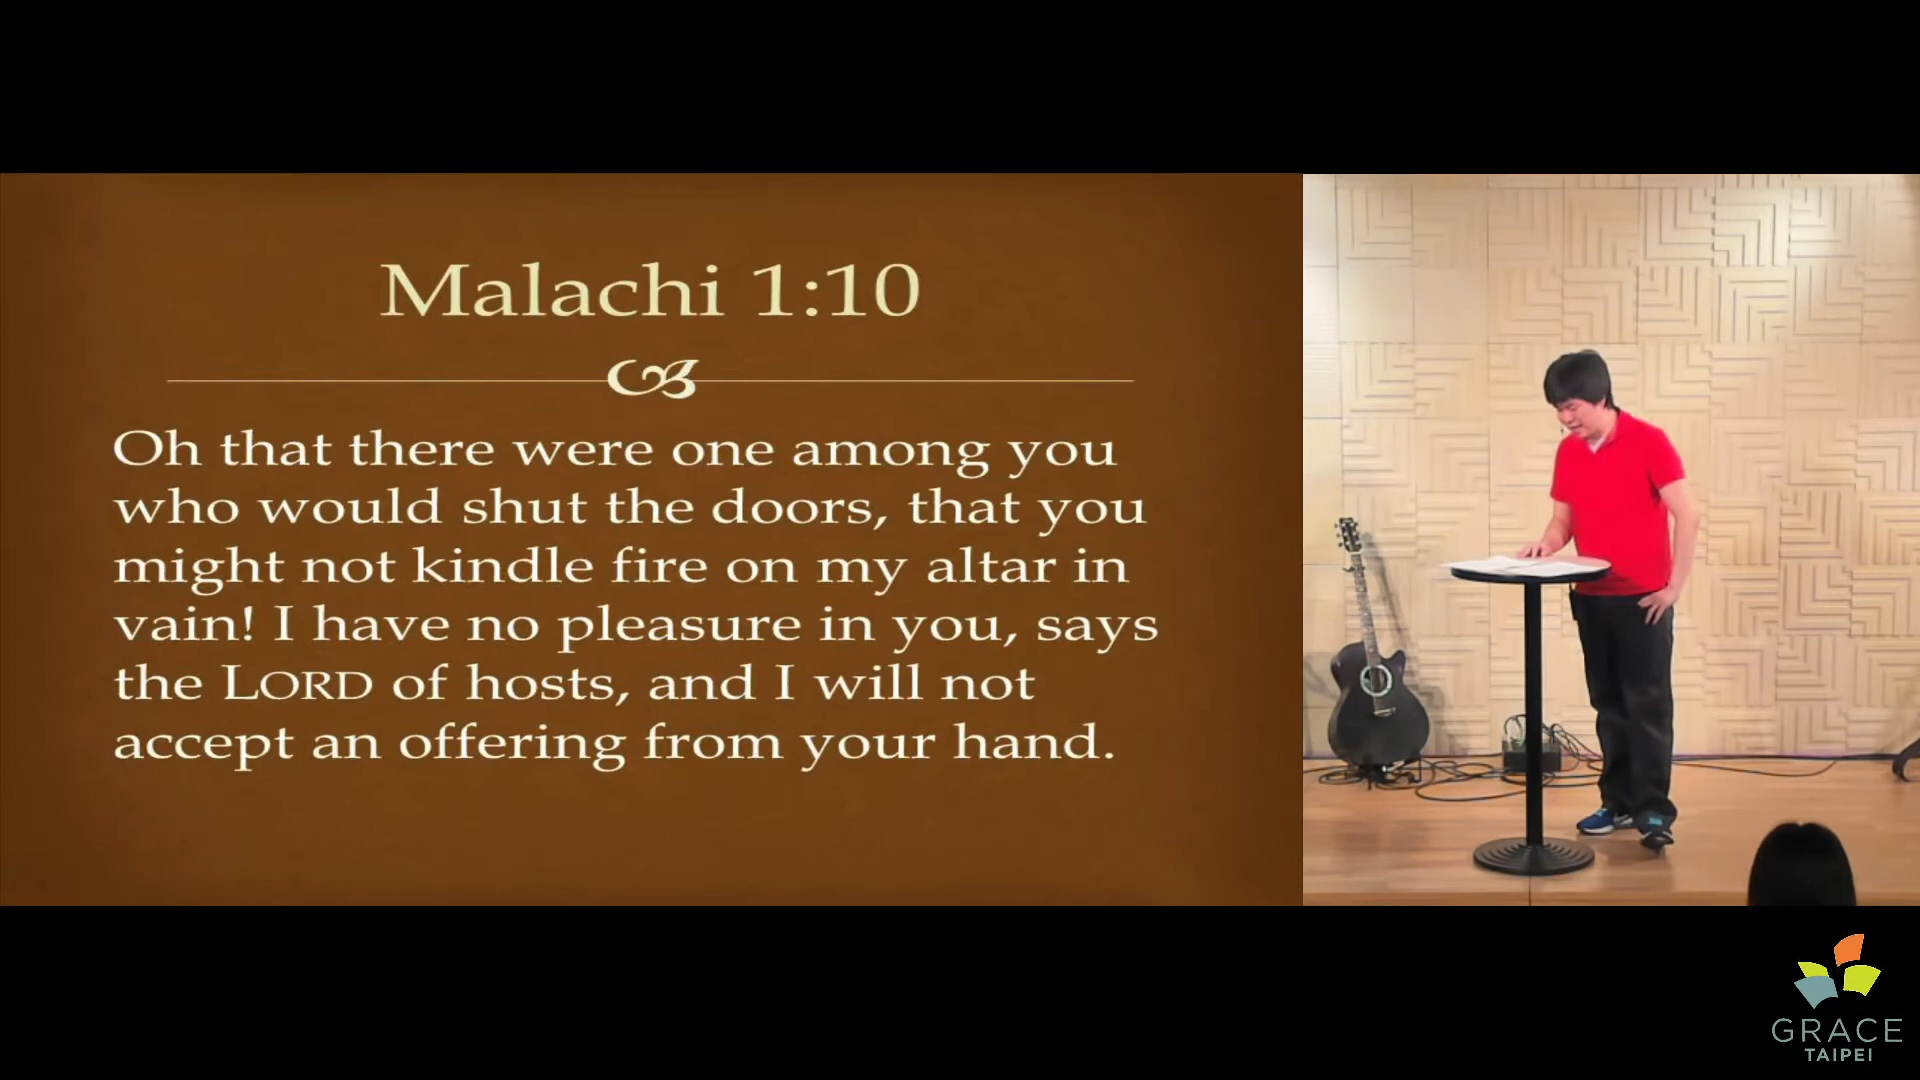 Malachi 1:10
Oh that there were one among you
who would shut the doors, that you
might not kindle fire on my altar in
vain! I have no pleasure in you, says
the LORD of hosts, and I will not
accept an offering from your hand.
GRACE
TAIPEI